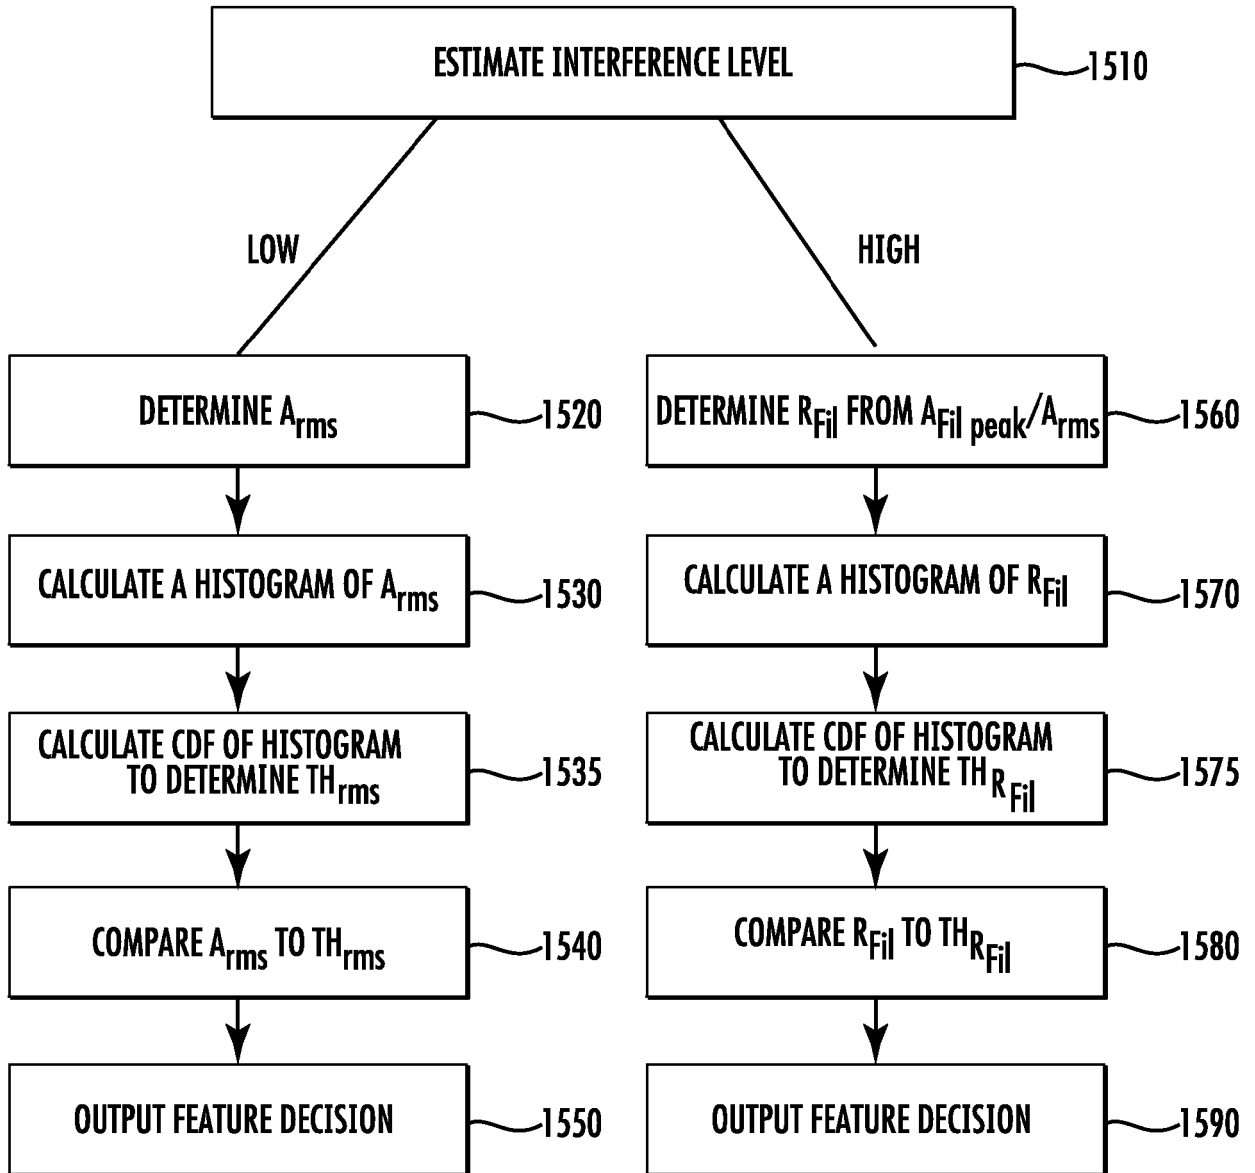 ESTIMATE INTERFERENCE LEVEL
1510
LOW
HIGH
DETERMINE Arms
1520
DETERMINE RFil FROM AFil peak/Arms
1560
CALCULATE A HISTOGRAM OF Arms
1530
CALCULATE A HISTOGRAM OF RFil
1570
CALCULATE CDF OF HISTOGRAM
TO DETERMINE THrms
1535
CALCULATE CDF OF HISTOGRAM
TO DETERMINE THRFil
1575
COMPARE Arms TO THrms
1540
COMPARE RFil TO THRFil
1580
OUTPUT FEATURE DECISION
1550
OUTPUT FEATURE DECISION
1590